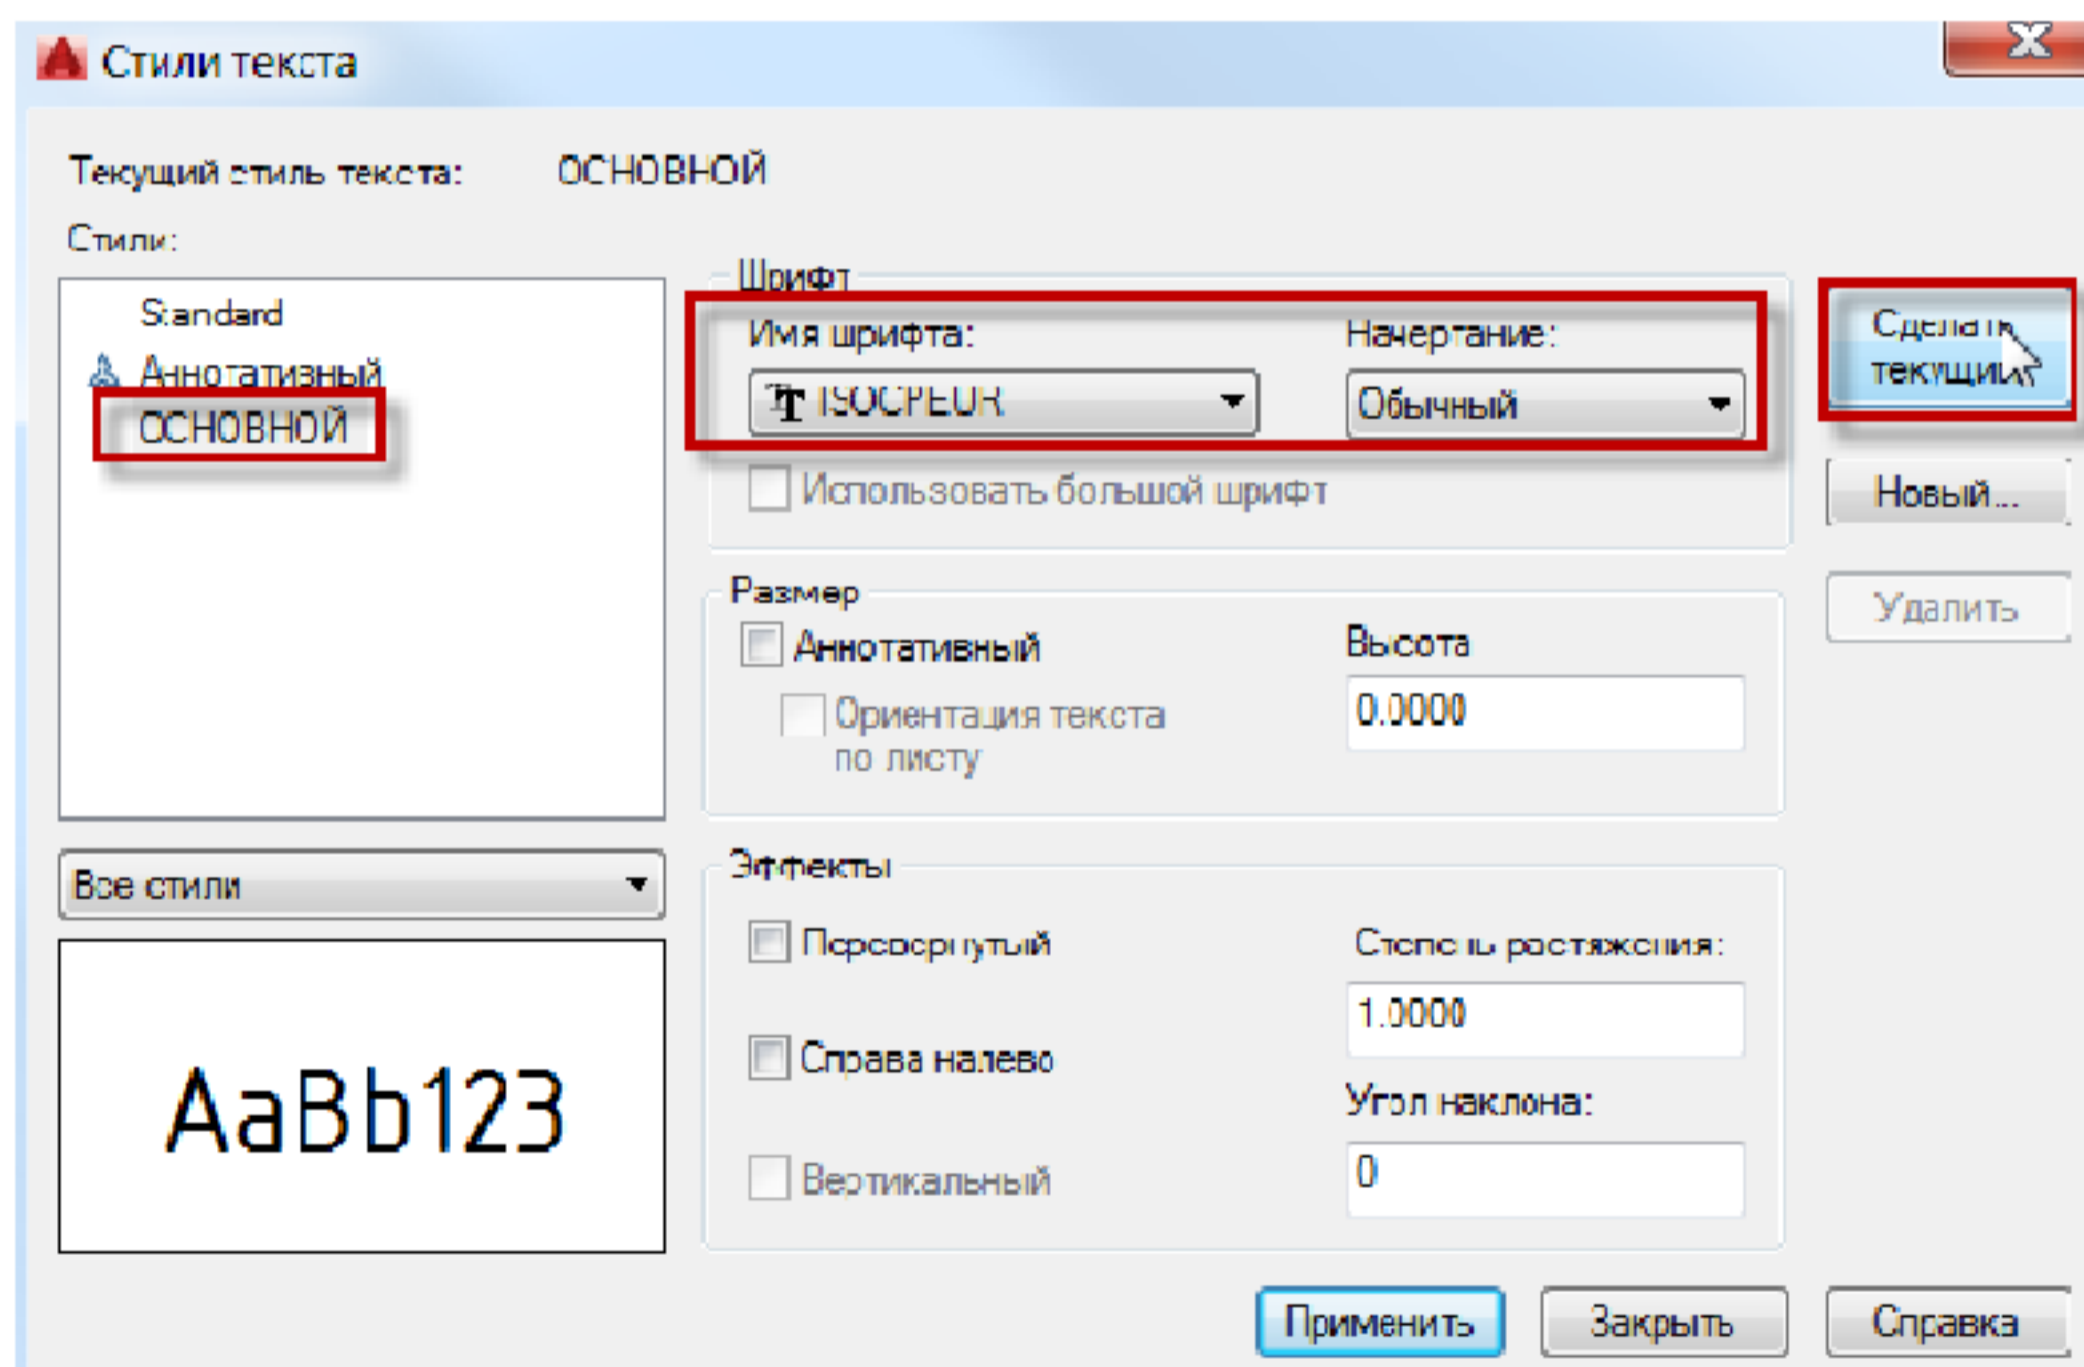 Стили текста
Текущий стиль текста: ОСНОВНОЙ
Стили:
Standard
Аннотативный
ОСНОВНОЙ
Все стили
AaBb123
Шрифт
Имя шрифта: Начертание:
ISOCPEUR Обычный
Использовать большой шрифт
Размер
Аннотативный
Ориентация текста
по листу
Высота
0.0000
Эффекты
Перевернутый
Справа налево
Вертикальный
Степень растяжения:
1.0000
Угол наклона:
0
Сделать
текущим
Новый...
Удалить
Применить Закрыть Справка